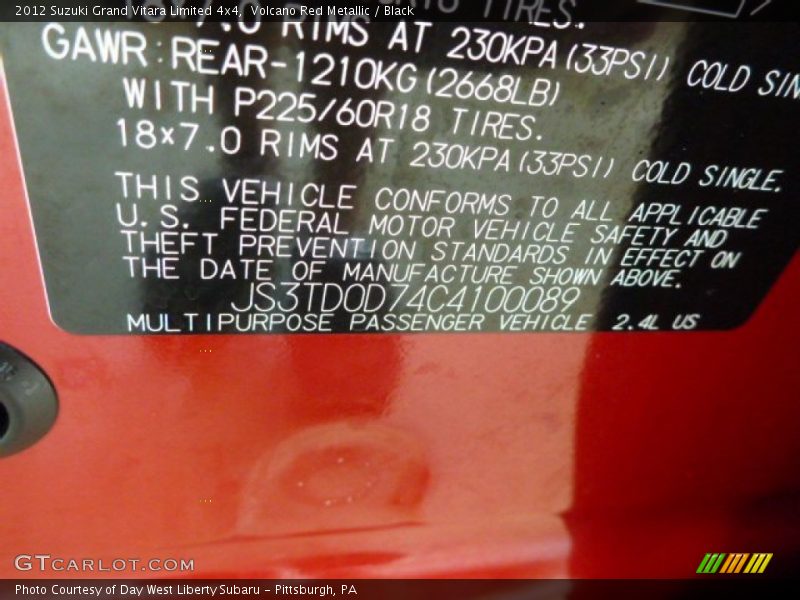 2012 Suzuki Grand Vitara Limited 4x4, Volcano Red Metallic / Black
7.0 RIMS AT 230KPA (33PSI) COLD SIN
TIRES.
GAWR: REAR-1210KG (2668LB)
WITH P225/60R18 TIRES.
18x7.0 RIMS AT 230KPA (33PSI) COLD SINGLE.
THIS VEHICLE CONFORMS TO ALL APPLICABLE
U.S. FEDERAL MOTOR VEHICLE SAFETY AND
THEFT PREVENTION STANDARDS IN EFFECT ON
THE DATE OF MANUFACTURE SHOWN ABOVE.
JS3TD0D74C4100089
MULTIPURPOSE PASSENGER VEHICLE 2.4L US
GTCARLOT.COM
Photo Courtesy of Day West Liberty Subaru - Pittsburgh, PA